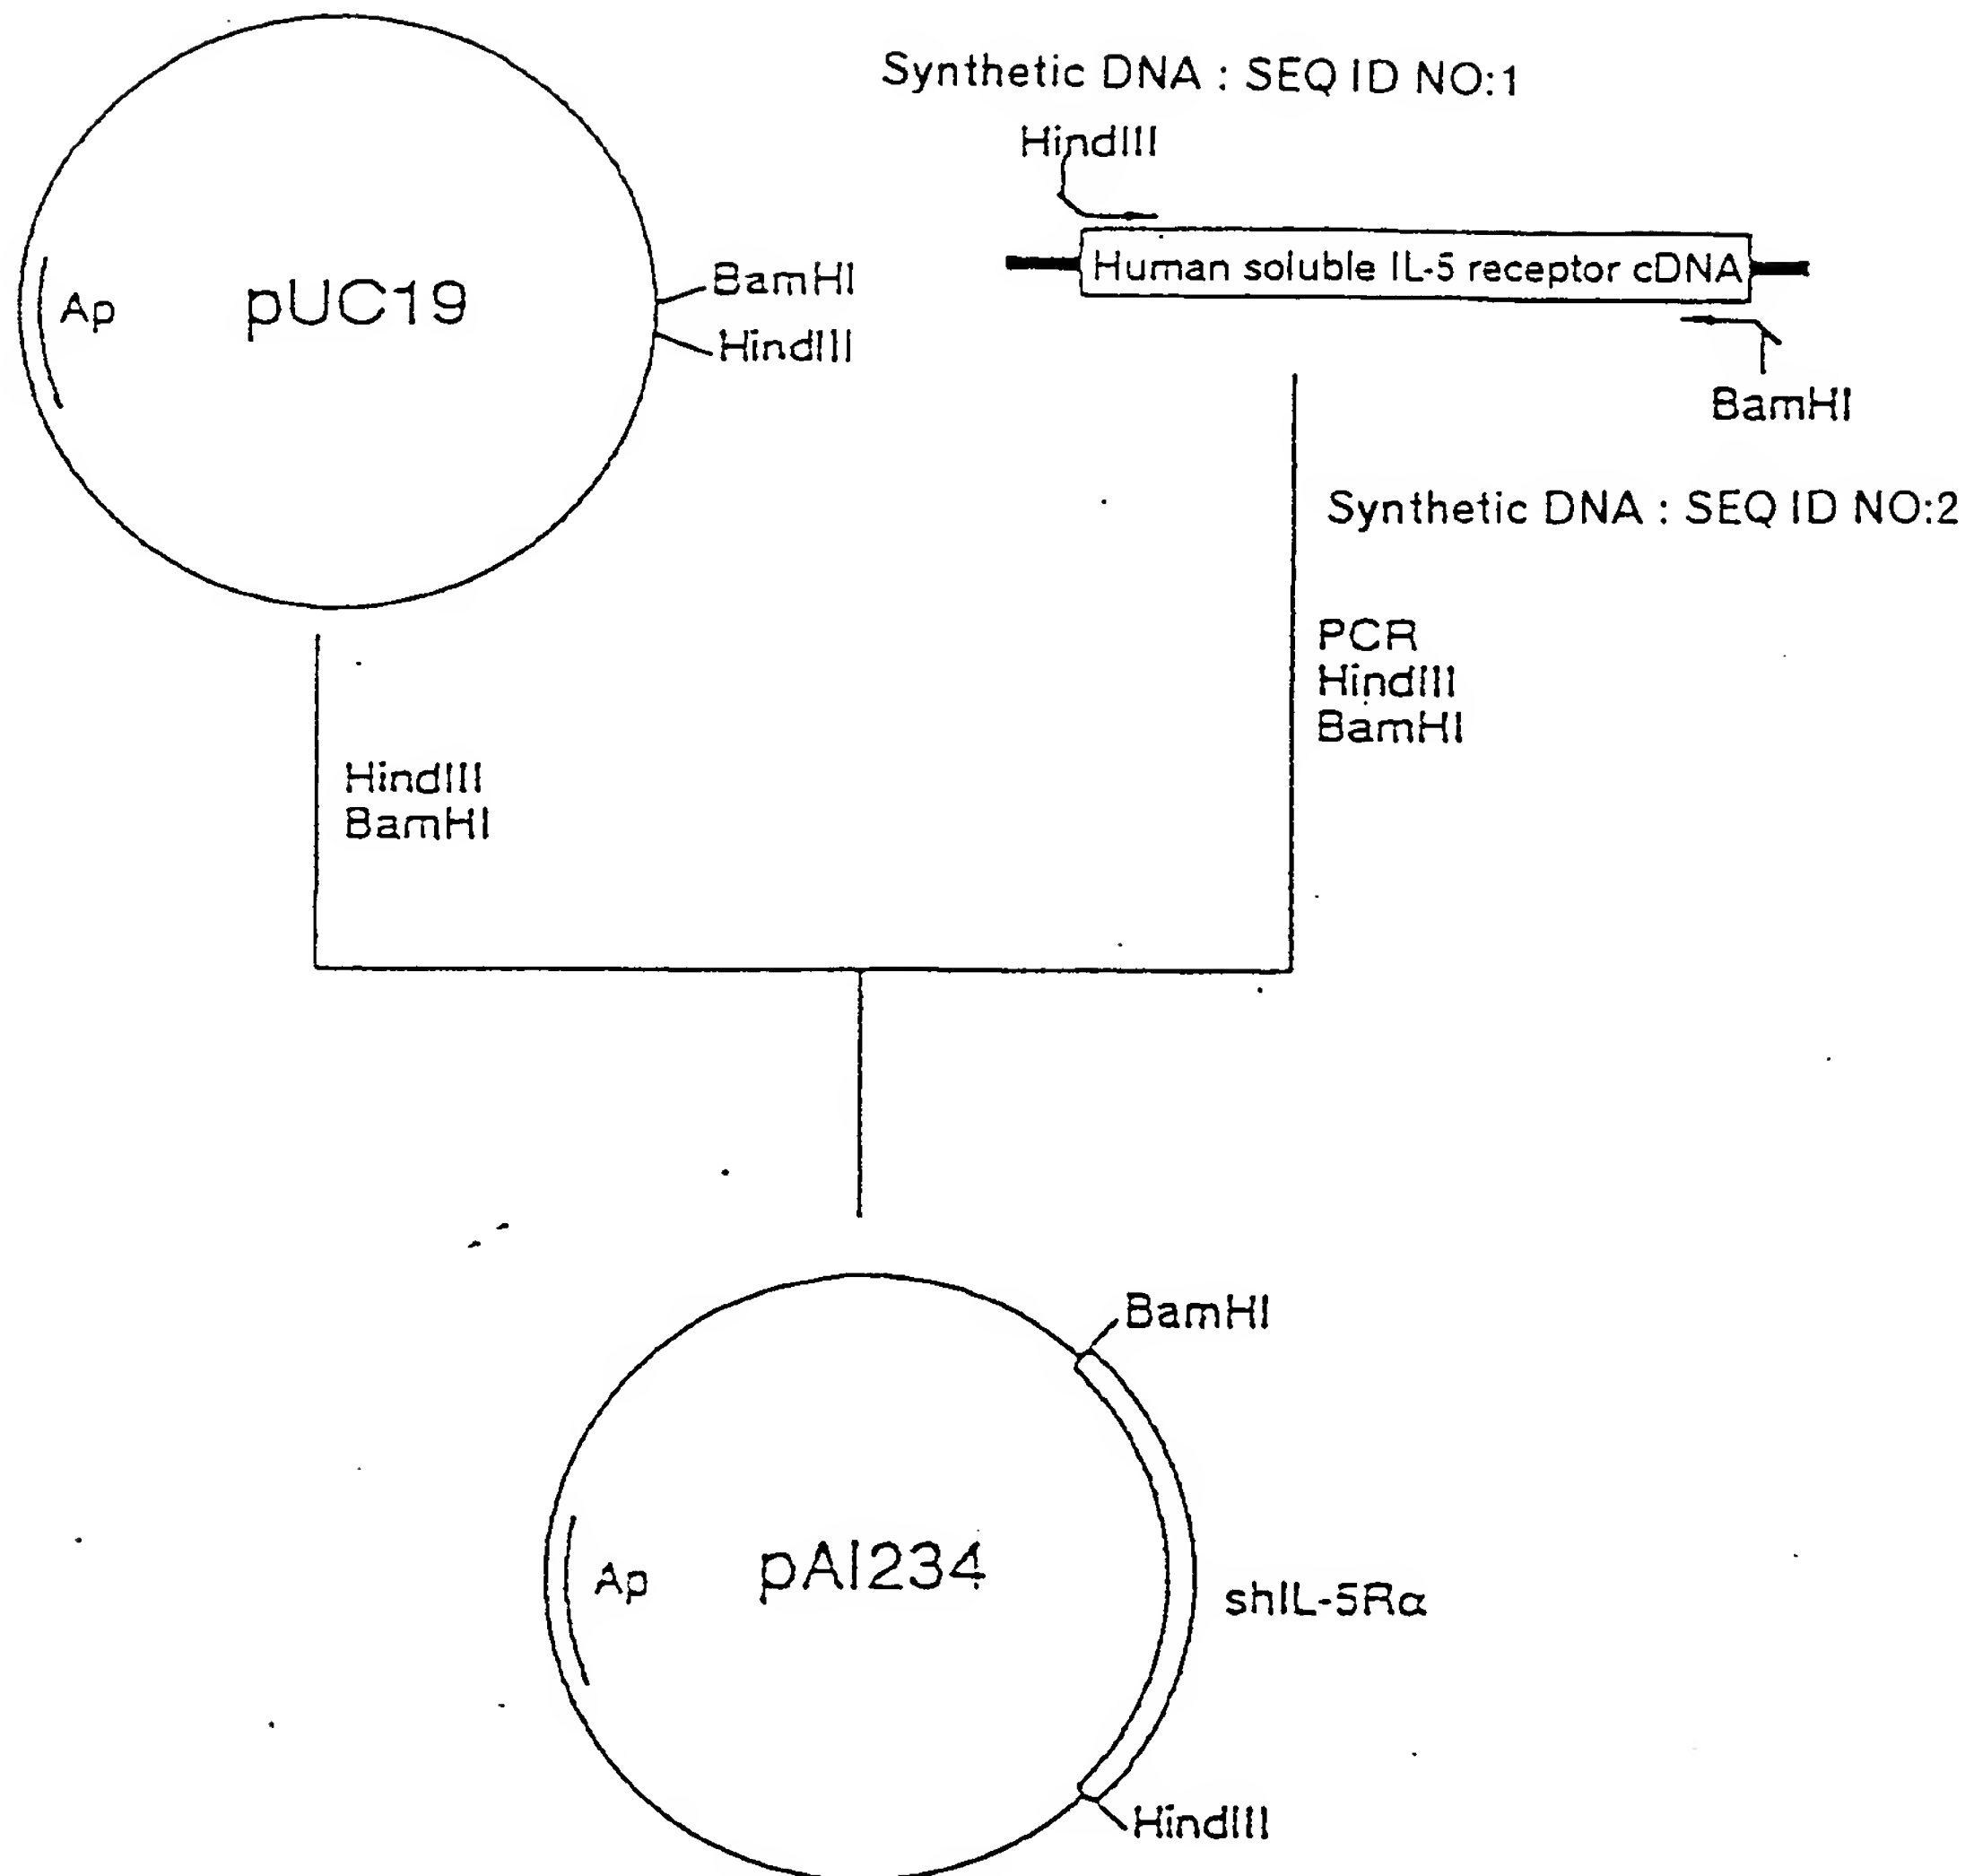 Synthetic DNA : SEQ ID NO:1
HindIII
Human soluble IL-5 receptor cDNA
BamHI
Ap
pUC19
BamHI
HindIII
Synthetic DNA : SEQ ID NO:2
PCR
HindIII
BamHI
HindIII
BamHI
BamHI
Ap
pAI234
shIL-5Rα
HindIII